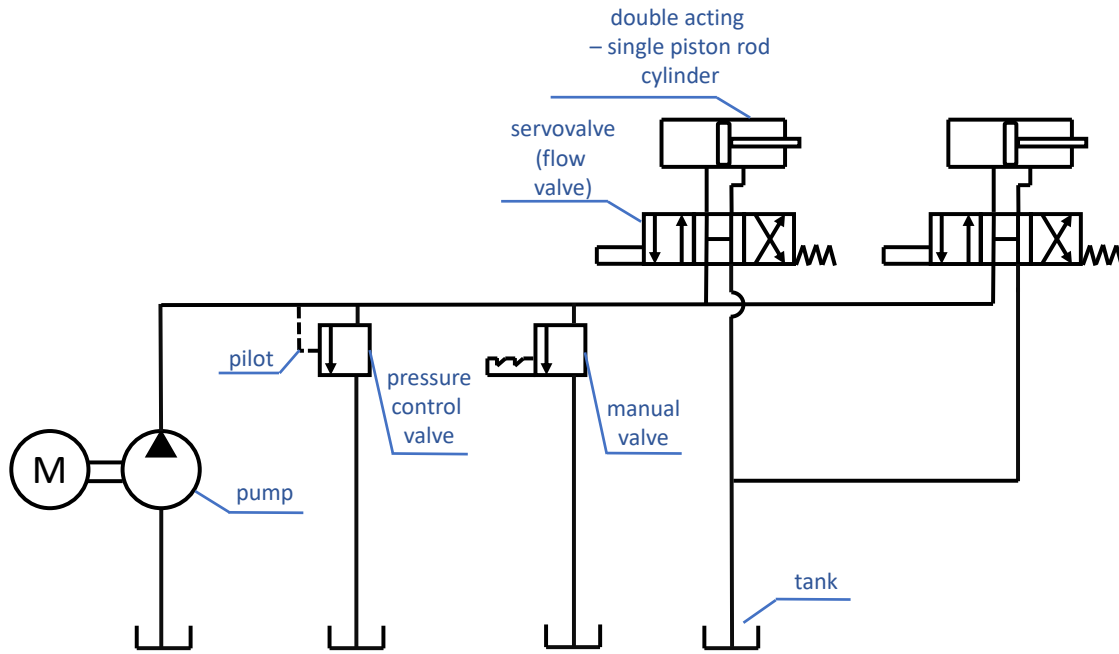 double acting
– single piston rod
cylinder
servovalve
(flow
valve)
pilot
pressure
control
valve
manual
valve
M
pump
tank